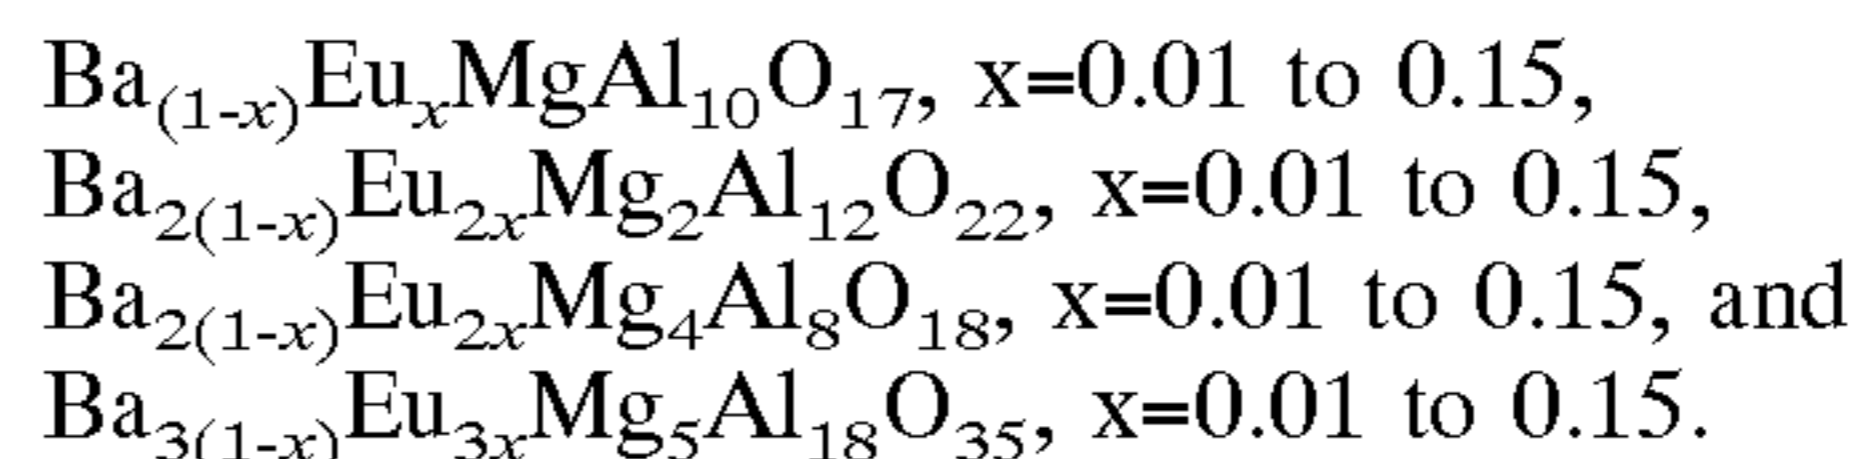 Ba(1-x)EuxMgAl10O17, x=0.01 to 0.15,
Ba2(1-x)Eu2xMg2Al12O22, x=0.01 to 0.15,
Ba2(1-x)Eu2xMg4Al8O18, x=0.01 to 0.15, and
Ba3(1-x)Eu3xMg5Al18O35, x=0.01 to 0.15.